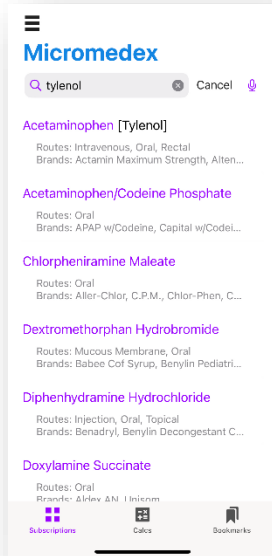 Micromedex
tylenol
Cancel
Acetaminophen [Tylenol]
Routes: Intravenous, Oral, Rectal
Brands: Actamin Maximum Strength, Alten...
Acetaminophen/Codeine Phosphate
Routes: Oral
Brands: APAP w/Codeine, Capital w/Codei...
Chlorpheniramine Maleate
Routes: Oral
Brands: Aller-Chlor, C.P.M., Chlor-Phen, C...
Dextromethorphan Hydrobromide
Routes: Mucous Membrane, Oral
Brands: Babee Cof Syrup, Benylin Pediatri...
Diphenhydramine Hydrochloride
Routes: Injection, Oral, Topical
Brands: Benadryl, Benylin Decongestant C...
Doxylamine Succinate
Routes: Oral
Brands: Aldex AN, Unisom
Subscriptions
Calcs
Bookmarks